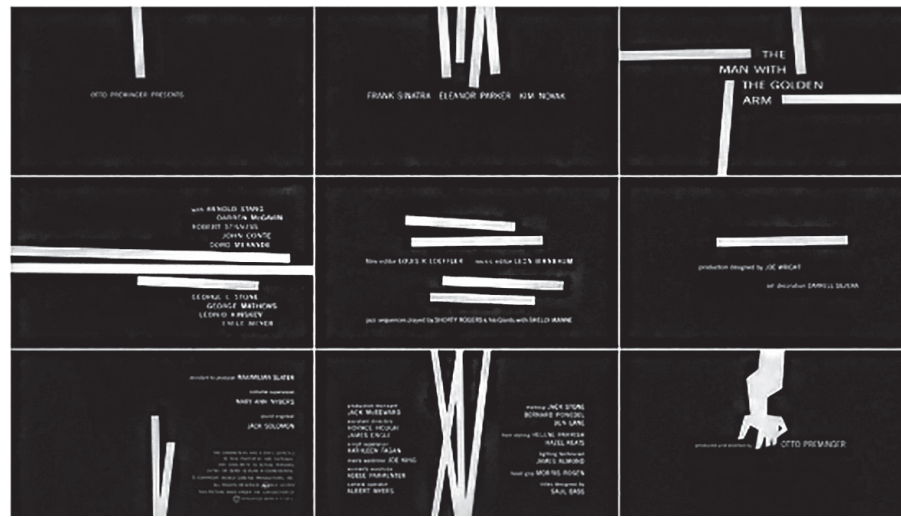 OTTO PREMINGER PRESENTS
FRANK SINATRA ELEANOR PARKER KIM NOVAK
THE
MAN WITH
THE GOLDEN
ARM
with ARNOLD STANG
DARREN McGAVIN
ROBERT STRAUSS
JOHN CONTE
DORO MERANDE
GEORGE E. STONE
GEORGE MATHEWS
LEONID KINSKEY
EMILE MEYER
film editor LOUIS R. LOEFFLER music editor LEON BIRNBAUM
jazz sequences played by SHORTY ROGERS & his Giants with SHELLY MANNE
production designed by JOE WRIGHT
set decoration DARRELL SILVERA
assistant to producer MAXIMILIAN SLATER
costume supervision
MARY ANN NYBERG
sound engineer
JACK SOLOMON
production manager
JACK McEDWARD
assistant directors
HORACE HOUGH
JAMES ENGLE
script supervisor
KATHLEEN FAGAN
men's wardrobe JOE KING
women's wardrobe
ADELE PARMENTER
camera operator
ALBERT MYERS
makeup JACK STONE
BERNARD PONEDEL
BEN LANE
hair styling HELENE PARRISH
HAZEL KEATS
lighting technician
JAMES ALMOND
head grip MORRIS ROSEN
titles designed by
SAUL BASS
produced and directed by OTTO PREMINGER